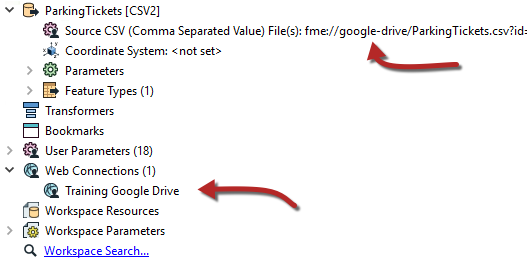 ParkingTickets [CSV2]
Source CSV (Comma Separated Value) File(s): fme://google-drive/ParkingTickets.csv?id=
Coordinate System: <not set>
Parameters
Feature Types (1)
Transformers
Bookmarks
User Parameters (18)
Web Connections (1)
Training Google Drive
Workspace Resources
Workspace Parameters
Workspace Search...